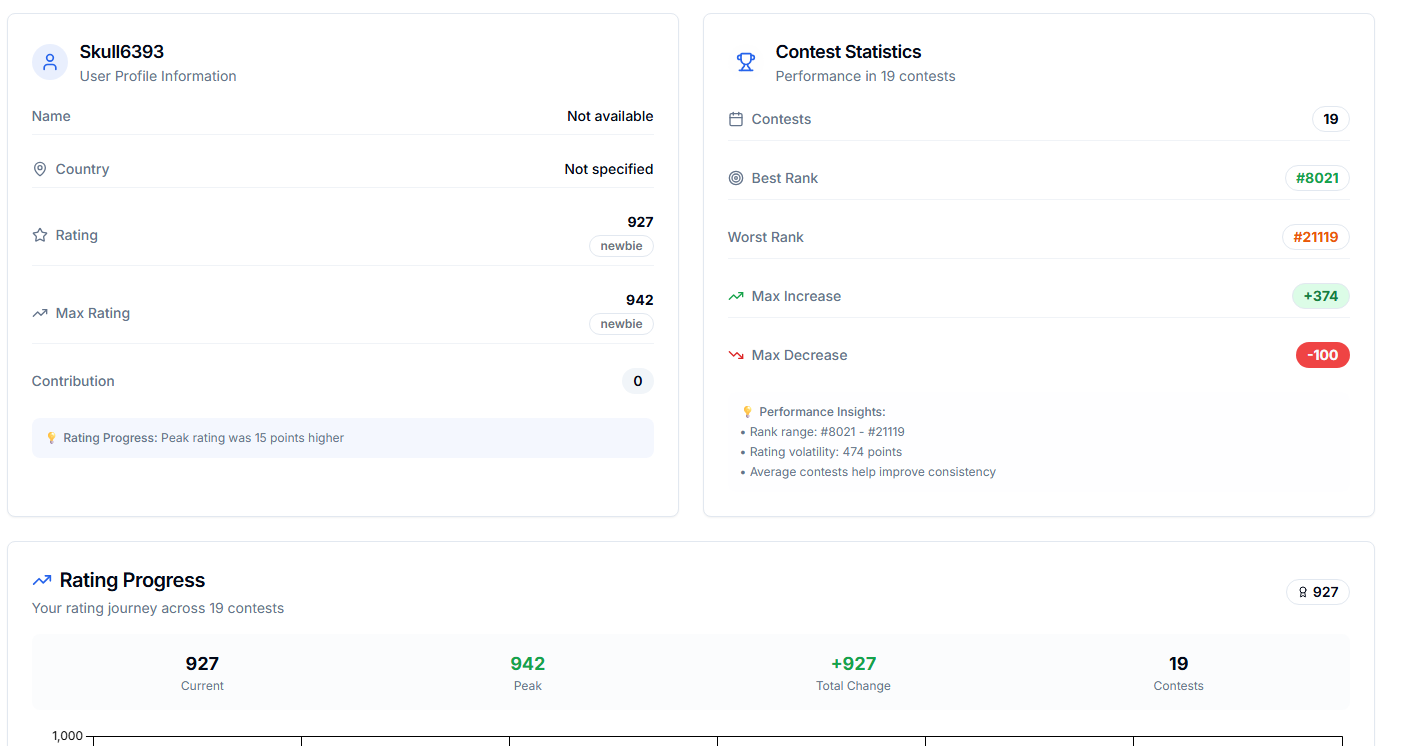 Skull6393
User Profile Information
Name Not available
Country Not specified
Rating 927
newbie
Max Rating 942
newbie
Contribution 0
💡 Rating Progress: Peak rating was 15 points higher
Contest Statistics
Performance in 19 contests
Contests 19
Best Rank #8021
Worst Rank #21119
Max Increase +374
Max Decrease -100
💡 Performance Insights:
• Rank range: #8021 - #21119
• Rating volatility: 474 points
• Average contests help improve consistency
Rating Progress
Your rating journey across 19 contests
927
927 942 +927 19
Current Peak Total Change Contests
1,000